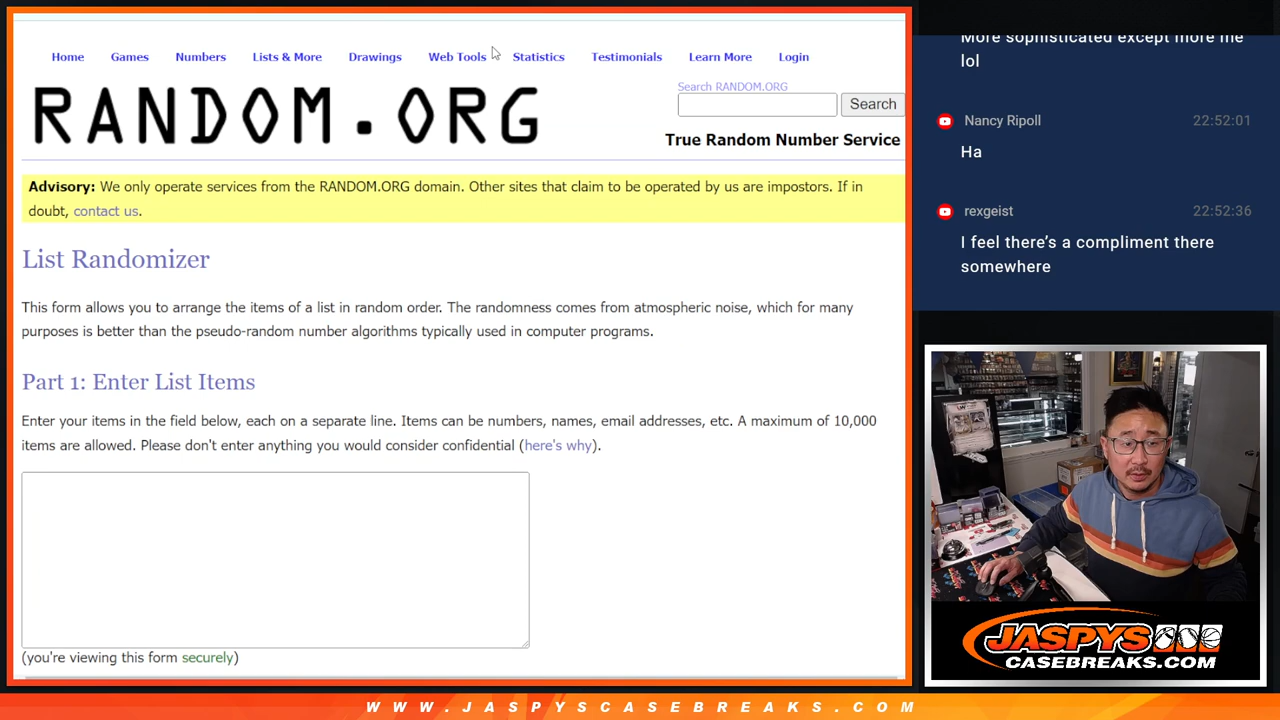 Home Games Numbers Lists & More Drawings Web Tools Statistics Testimonials Learn More Login
RANDOM.ORG
Search RANDOM.ORG
Search
True Random Number Service
Advisory: We only operate services from the RANDOM.ORG domain. Other sites that claim to be operated by us are impostors. If in
doubt, contact us.
List Randomizer
This form allows you to arrange the items of a list in random order. The randomness comes from atmospheric noise, which for many
purposes is better than the pseudo-random number algorithms typically used in computer programs.
Part 1: Enter List Items
Enter your items in the field below, each on a separate line. Items can be numbers, names, email addresses, etc. A maximum of 10,000
items are allowed. Please don't enter anything you would consider confidential (here's why).
(you're viewing this form securely)
More sophisticated except more me
lol
Nancy Ripoll 22:52:01
Ha
rexgeist 22:52:36
I feel there's a compliment there
somewhere
JASPYS
CASEBREAKS.COM
WWW.JASPYSCASEBREAKS.COM